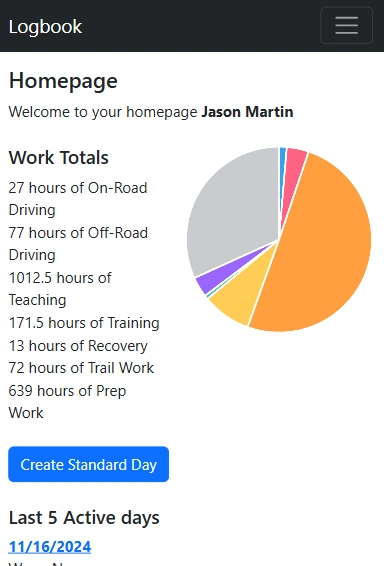 Logbook
Homepage
Welcome to your homepage Jason Martin
Work Totals
27 hours of On-Road
Driving
77 hours of Off-Road
Driving
1012.5 hours of
Teaching
171.5 hours of Training
13 hours of Recovery
72 hours of Trail Work
639 hours of Prep
Work
Create Standard Day
Last 5 Active days
11/16/2024